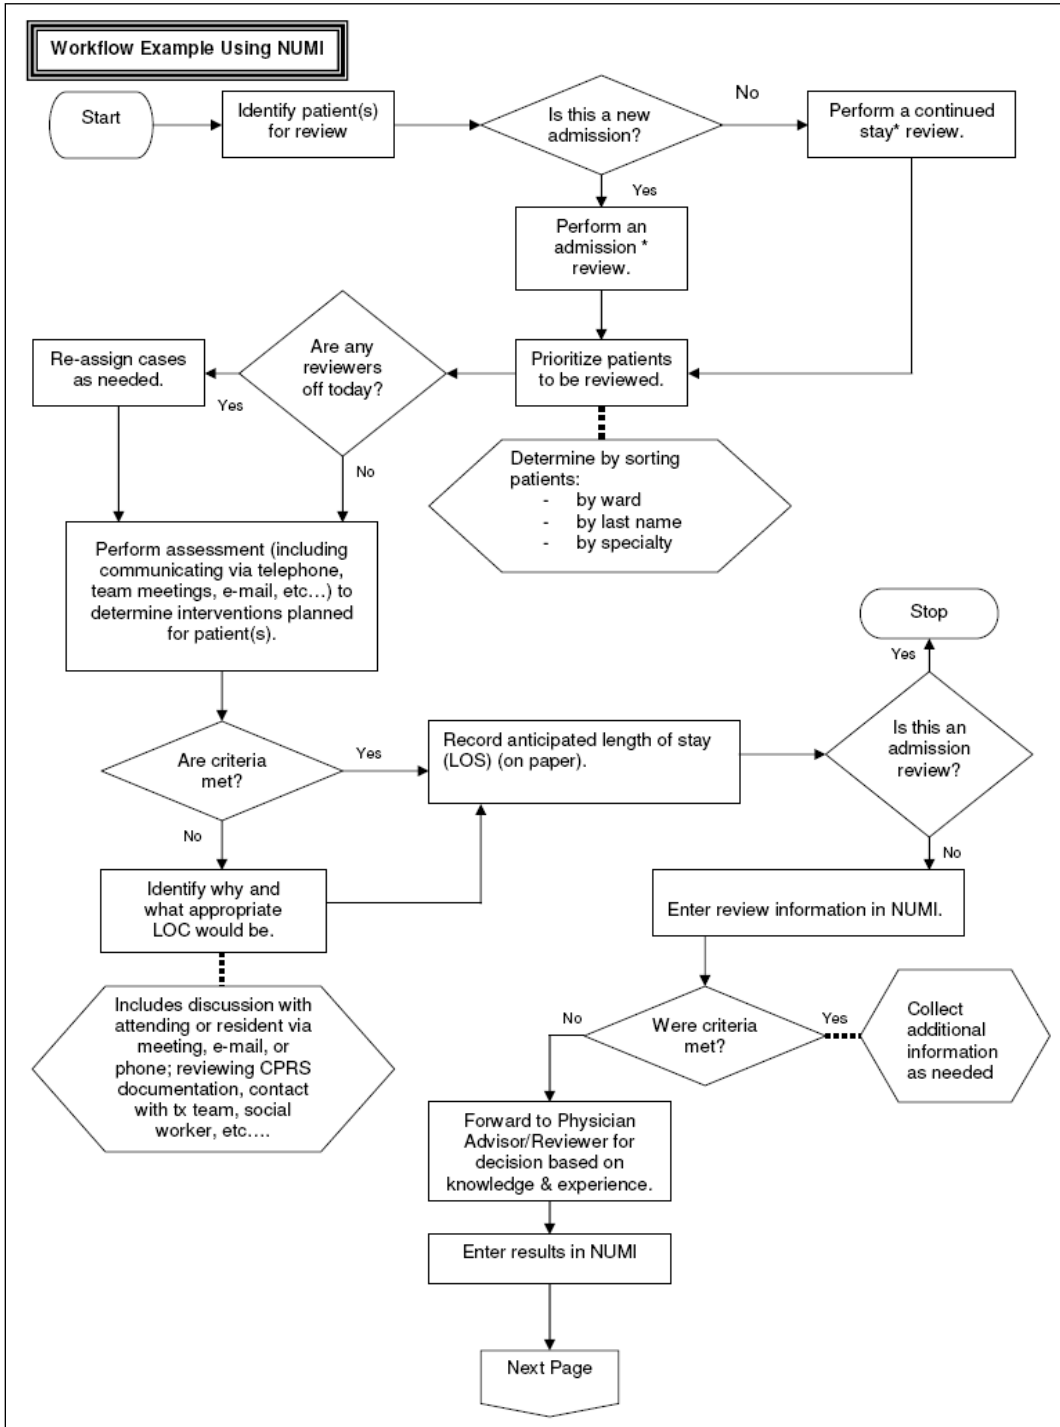 Workflow Example Using NUMI
Start
Identify patient(s)
for review
Is this a new
admission?
No
Perform a continued
stay* review.
Yes
Perform an
admission *
review.
Re-assign cases
as needed.
Yes
Are any
reviewers
off today?
No
Prioritize patients
to be reviewed.
Determine by sorting
patients:
- by ward
- by last name
- by specialty
Perform assessment (including
communicating via telephone,
team meetings, e-mail, etc...) to
determine interventions planned
for patient(s).
Stop
Yes
Is this an
admission
review?
No
Are criteria
met?
Yes
Record anticipated length of stay
(LOS) (on paper).
No
Identify why and
what appropriate
LOC would be.
Enter review information in NUMI.
Includes discussion with
attending or resident via
meeting, e-mail, or
phone; reviewing CPRS
documentation, contact
with tx team, social
worker, etc....
No
Were criteria
met?
Yes
Collect
additional
information
as needed
Forward to Physician
Advisor/Reviewer for
decision based on
knowledge & experience.
Enter results in NUMI
Next Page